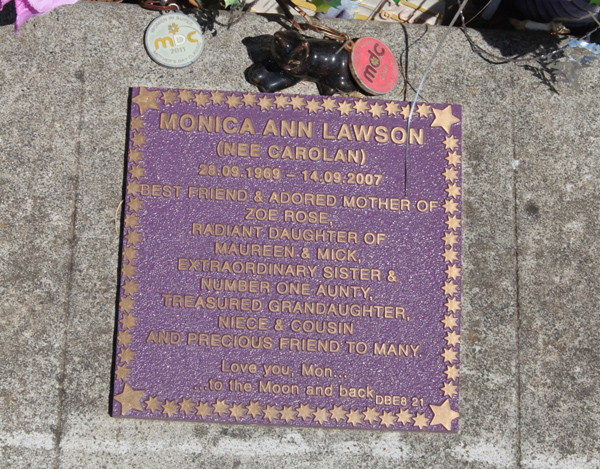 mdc
2011
mdc
MONICA ANN LAWSON
(NEE CAROLAN)
28.09.1969 – 14.09.2007
BEST FRIEND & ADORED MOTHER OF
ZOE ROSE,
RADIANT DAUGHTER OF
MAUREEN & MICK,
EXTRAORDINARY SISTER &
NUMBER ONE AUNTY,
TREASURED GRANDAUGHTER,
NIECE & COUSIN
AND PRECIOUS FRIEND TO MANY.
Love you, Mon...
...to the Moon and back
DBE8 21